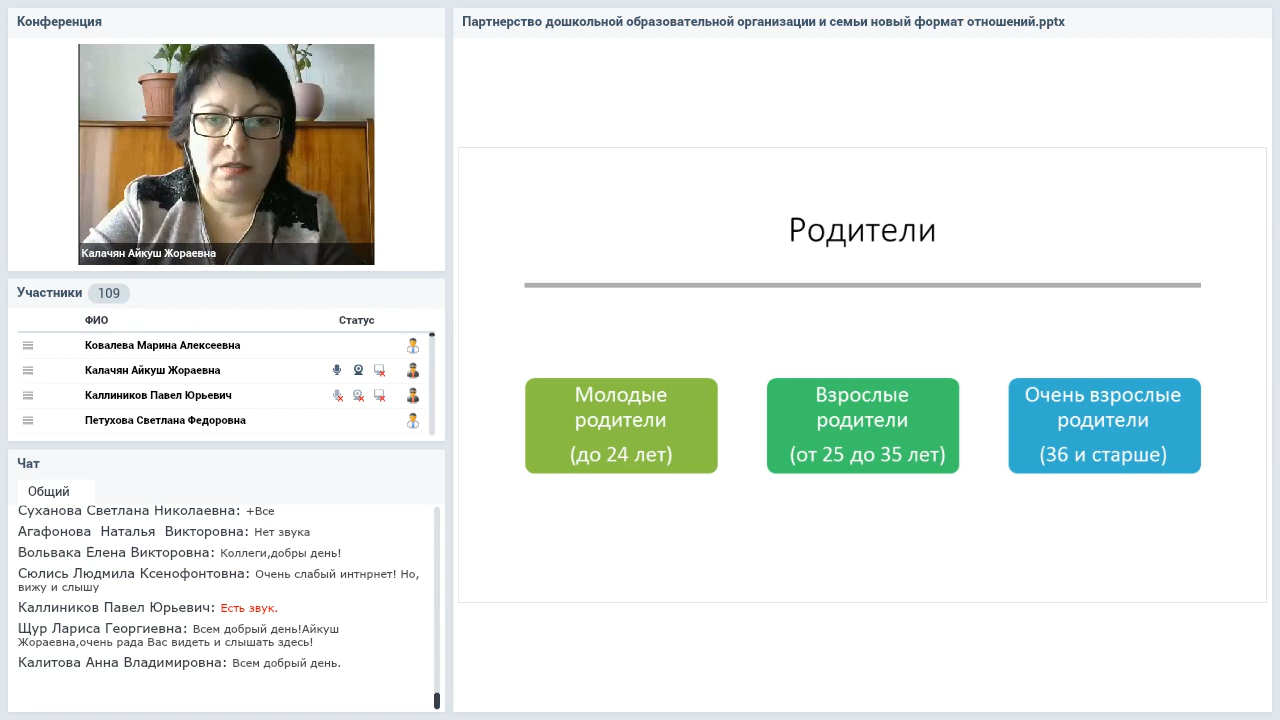 Конференция
Калачян Айкуш Жораевна
Участники 109
ФИО Статус
Ковалева Марина Алексеевна
Калачян Айкуш Жораевна
Каллиников Павел Юрьевич
Петухова Светлана Федоровна
Чат
Общий
Суханова Светлана Николаевна: +Все
Агафонова Наталья Викторовна: Нет звука
Вольвака Елена Викторовна: Коллеги,добры день!
Сюлись Людмила Ксенофонтовна: Очень слабый интнрнет! Но,
вижу и слышу
Каллиников Павел Юрьевич: Есть звук.
Щур Лариса Георгиевна: Всем добрый день!Айкуш
Жораевна,очень рада Вас видеть и слышать здесь!
Калитова Анна Владимировна: Всем добрый день.
Партнерство дошкольной образовательной организации и семьи новый формат отношений.pptx
Родители
Молодые
родители
(до 24 лет)
Взрослые
родители
(от 25 до 35 лет)
Очень взрослые
родители
(36 и старше)